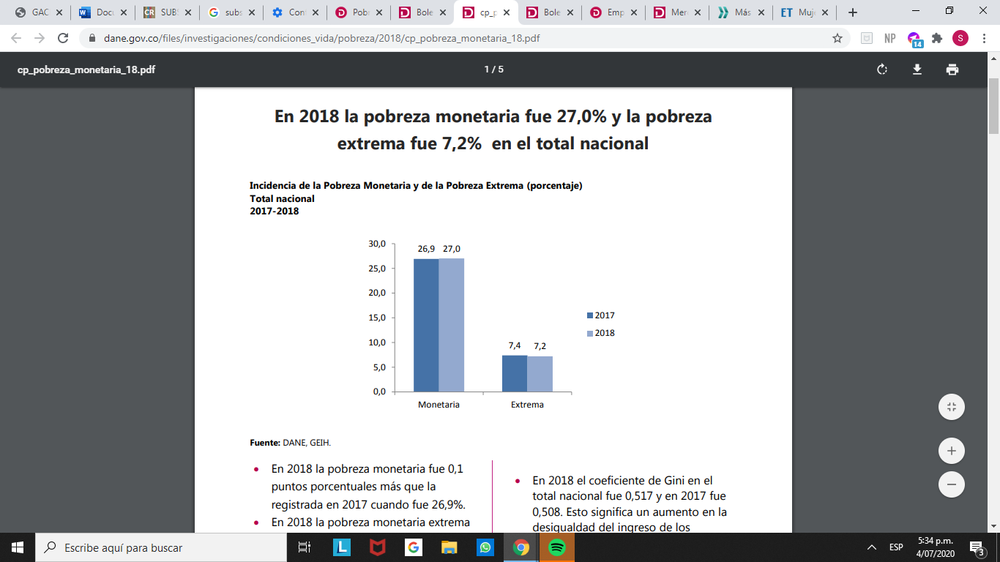 GAC
Docu
SUBS
subs
Con
Pobr
Bole
cp_p
Bole
Emp
Men
Más
ET Muje
dane.gov.co/files/investigaciones/condiciones_vida/pobreza/2018/cp_pobreza_monetaria_18.pdf
NP
14
S
cp_pobreza_monetaria_18.pdf
1 / 5
En 2018 la pobreza monetaria fue 27,0% y la pobreza
extrema fue 7,2% en el total nacional
Incidencia de la Pobreza Monetaria y de la Pobreza Extrema (porcentaje)
Total nacional
2017-2018
30,0
25,0
20,0
15,0
10,0
5,0
0,0
26,9 27,0
7,4 7,2
Monetaria Extrema
2017
2018
Fuente: DANE, GEIH.
• En 2018 la pobreza monetaria fue 0,1
puntos porcentuales más que la
registrada en 2017 cuando fue 26,9%.
• En 2018 la pobreza monetaria extrema
• En 2018 el coeficiente de Gini en el
total nacional fue 0,517 y en 2017 fue
0,508. Esto significa un aumento en la
desigualdad del ingreso de los
Escribe aquí para buscar
ESP
5:34 p.m.
4/07/2020
3